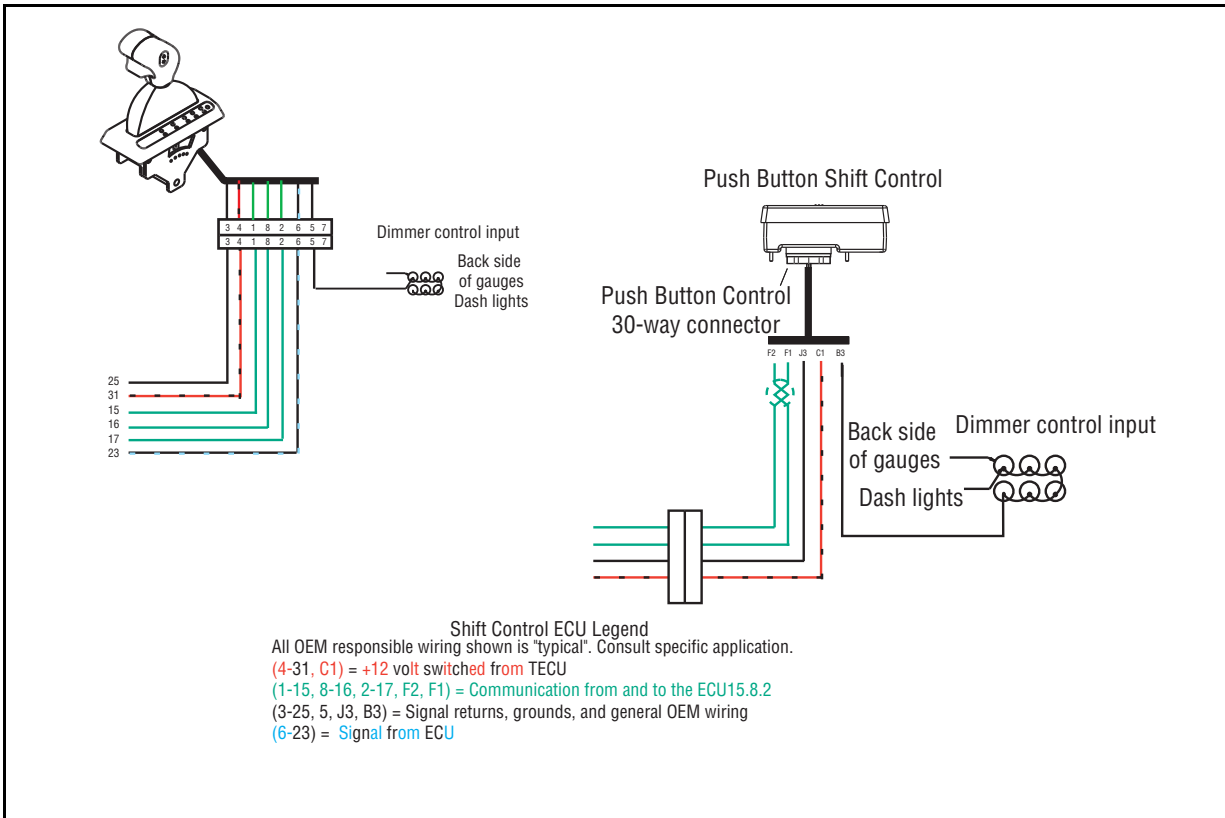 3 4 1 8 2 6 5 7
3 4 1 8 2 6 5 7
Dimmer control input
Back side
of gauges
Dash lights
25
31
15
16
17
23
Push Button Shift Control
Push Button Control
30-way connector
F2 F1 J3 C1 B3
Back side
of gauges
Dimmer control input
Dash lights
Shift Control ECU Legend
All OEM responsible wiring shown is "typical". Consult specific application.
(4-31, C1) = +12 volt switched from TECU
(1-15, 8-16, 2-17, F2, F1) = Communication from and to the ECU15.8.2
(3-25, 5, J3, B3) = Signal returns, grounds, and general OEM wiring
(6-23) = Signal from ECU